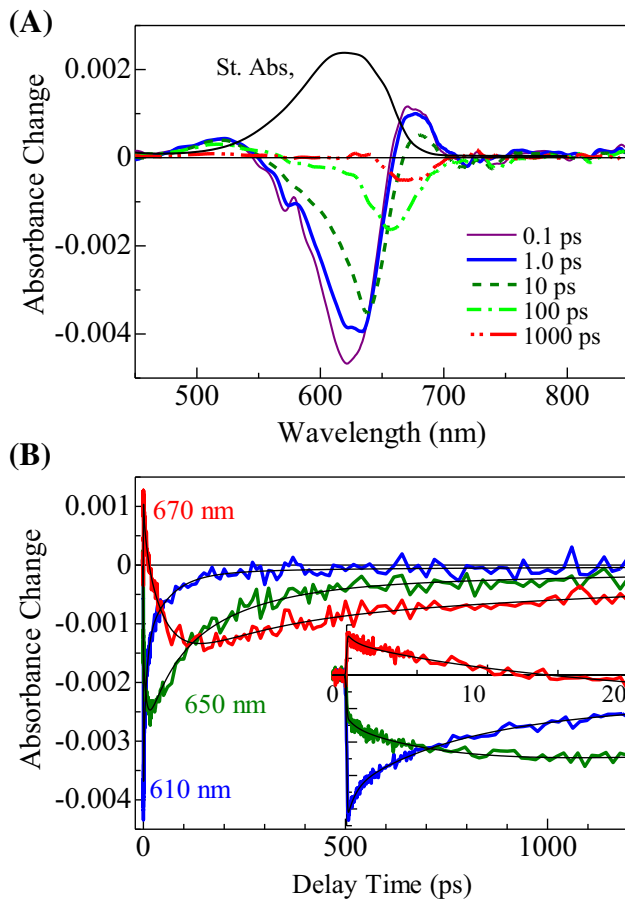 (A)
St. Abs,
0.002
0
-0.002
-0.004
Absorbance Change
0.1 ps
1.0 ps
10 ps
100 ps
1000 ps
500
600
700
800
Wavelength (nm)
(B)
0.001
0
-0.001
-0.002
-0.003
-0.004
Absorbance Change
670 nm
650 nm
610 nm
0
10
20
0
500
1000
Delay Time (ps)